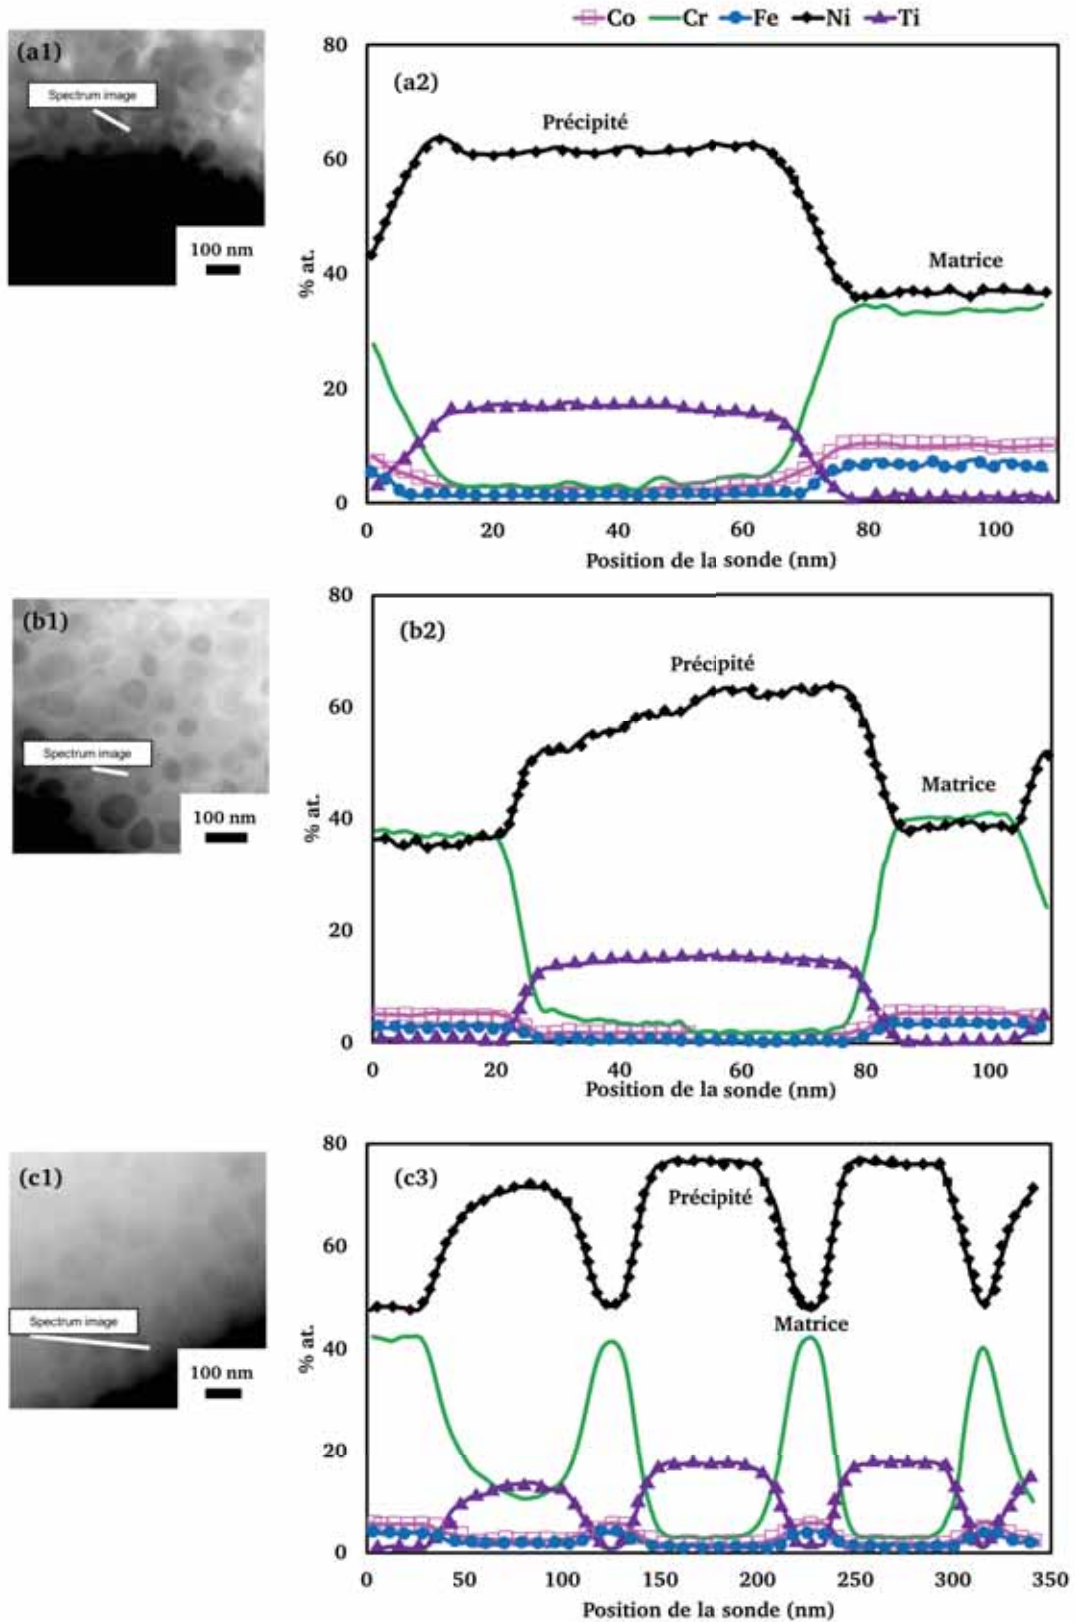 Co Cr Fe Ni Ti
(a1)
Spectrum image
100 nm
(a2)
Précipité
Matrice
% at.
80
60
40
20
0
0 20 40 60 80 100
Position de la sonde (nm)
(b1)
Spectrum image
100 nm
(b2)
Précipité
Matrice
% at.
80
60
40
20
0
0 20 40 60 80 100
Position de la sonde (nm)
(c1)
Spectrum image
100 nm
(c3)
Précipité
Matrice
% at.
80
60
40
20
0
0 50 100 150 200 250 300 350
Position de la sonde (nm)